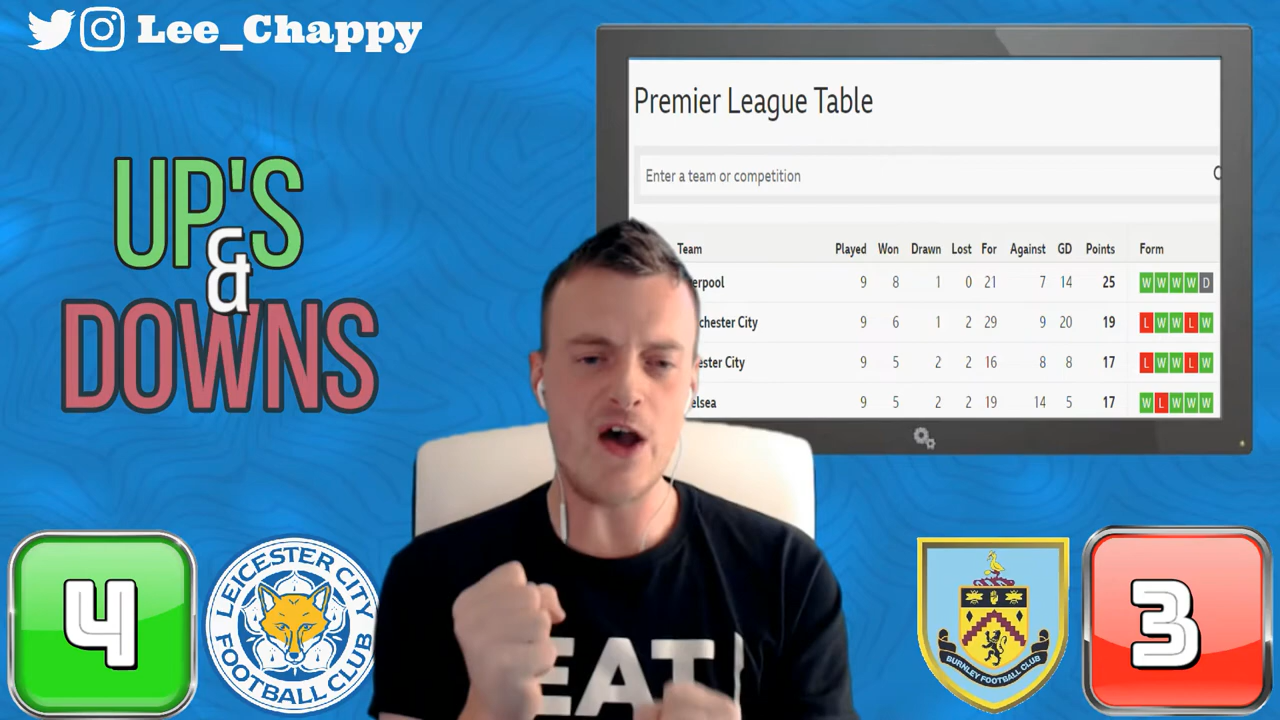 Lee_Chappy
UP'S
&
DOWNS
Premier League Table
Enter a team or competition
Team Played Won Drawn Lost For Against GD Points Form
erpool 9 8 1 0 21 7 14 25 W W W W D
chester City 9 6 1 2 29 9 20 19 L W W L W
ester City 9 5 2 2 16 8 8 17 L W W L W
elsea 9 5 2 2 19 14 5 17 W L W W W
4
LEICESTER CITY
FOOTBALL CLUB
EAT
BURNLEY FOOTBALL CLUB
3